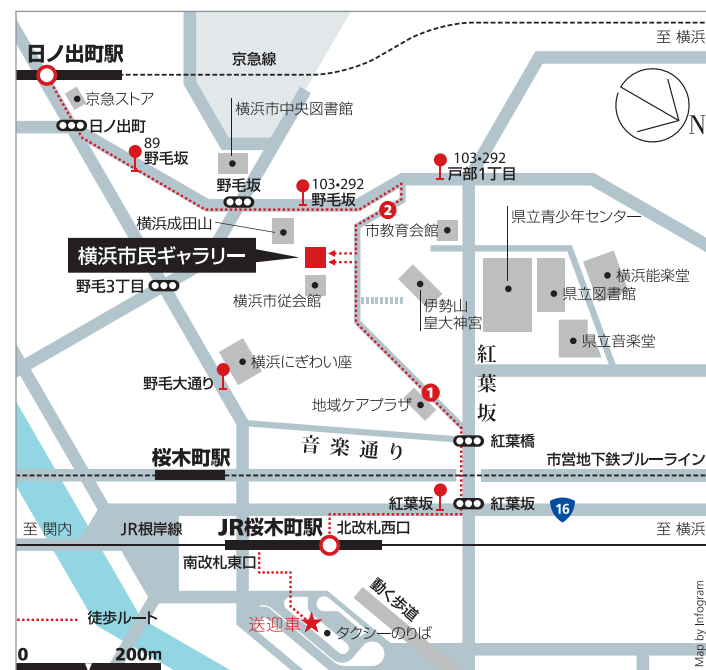 至 横浜
日ノ出町駅
京急線
京急ストア
横浜市中央図書館
日ノ出町
N
89
野毛坂
103・292
戸部1丁目
野毛坂
103・292
野毛坂
2
横浜成田山
市教育会館
県立青少年センター
横浜市民ギャラリー
野毛3丁目
横浜市従会館
伊勢山
皇大神宮
県立図書館
横浜能楽堂
県立音楽堂
紅葉坂
横浜にぎわい座
野毛大通り
1
地域ケアプラザ
音楽通り
紅葉橋
桜木町駅
市営地下鉄ブルーライン
紅葉坂
紅葉坂
16
至 関内
JR根岸線
JR桜木町駅
北改札西口
至 横浜
南改札東口
動く歩道
徒歩ルート
送迎車
タクシーのりば
0
200m
Map by Infogram